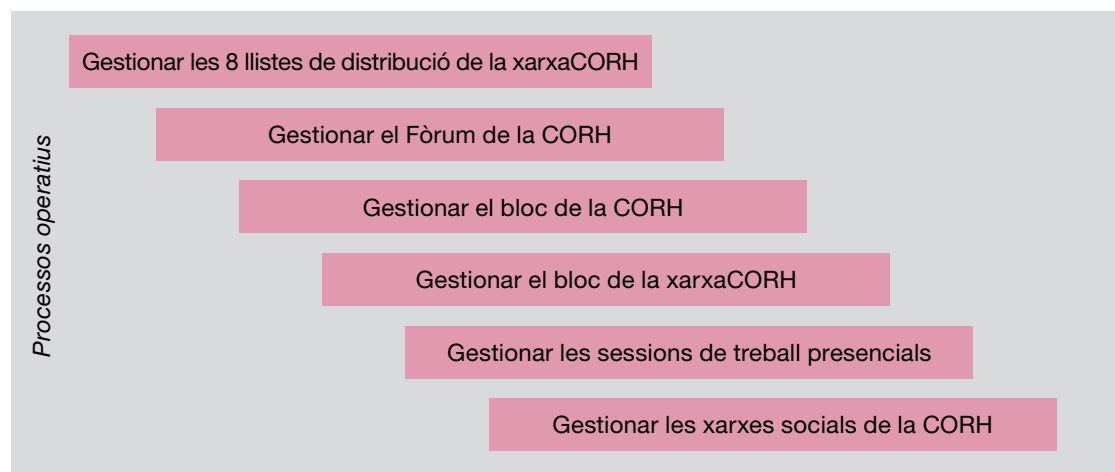 Processos operatius
Gestionar les 8 llistes de distribució de la xarxaCORH
Gestionar el Fòrum de la CORH
Gestionar el bloc de la CORH
Gestionar el bloc de la xarxaCORH
Gestionar les sessions de treball presencials
Gestionar les xarxes socials de la CORH